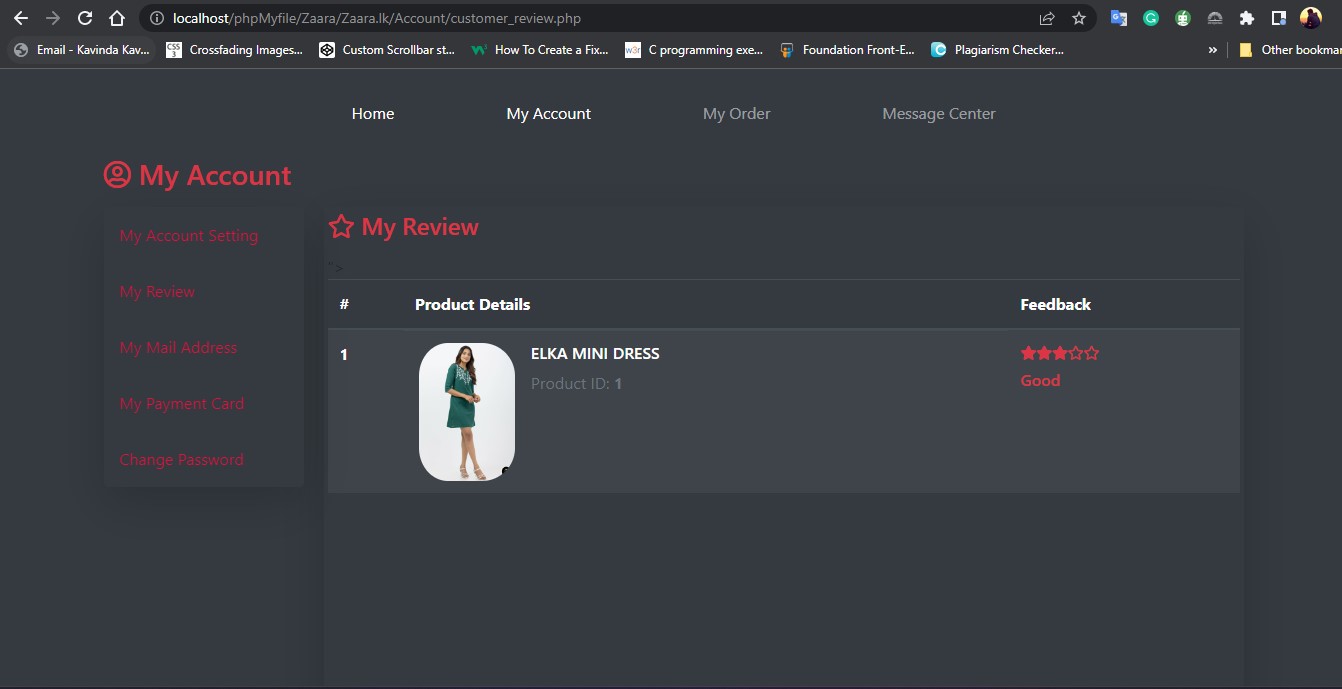 localhost/phpMyfile/Zaara/Zaara.lk/Account/customer_review.php
Email - Kavinda Kav... CSS 3 Crossfading Images... Custom Scrollbar st... How To Create a Fix... w3r C programming exe... Foundation Front-E... Plagiarism Checker... » Other bookmar
Home My Account My Order Message Center
My Account
My Account Setting
My Review
My Mail Address
My Payment Card
Change Password
My Review
">
# Product Details Feedback
1 ELKA MINI DRESS
Product ID: 1
Good